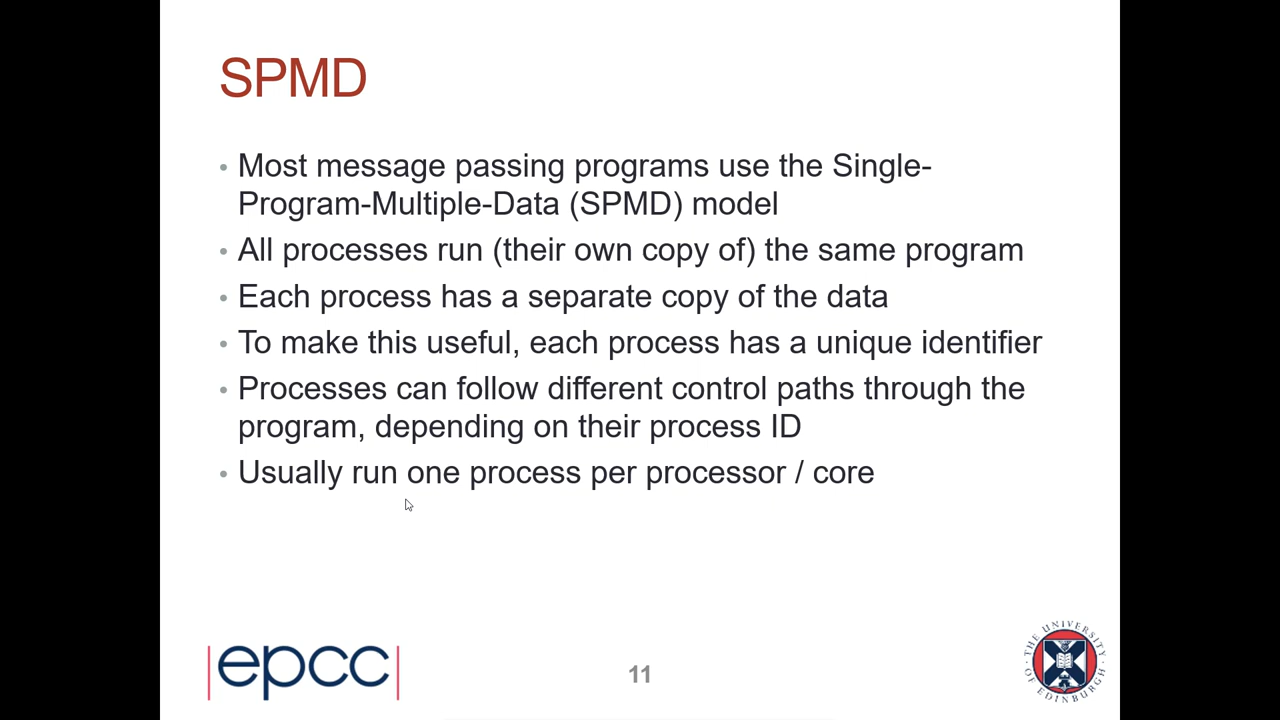 SPMD
• Most message passing programs use the Single-
Program-Multiple-Data (SPMD) model
• All processes run (their own copy of) the same program
• Each process has a separate copy of the data
• To make this useful, each process has a unique identifier
• Processes can follow different control paths through the
program, depending on their process ID
• Usually run one process per processor / core
|epcc|
11
THE UNIVERSITY
OF EDINBURGH